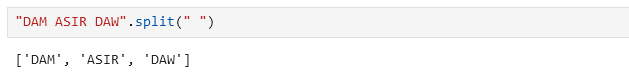 "DAM ASIR DAW".split(" ")
['DAM', 'ASIR', 'DAW']